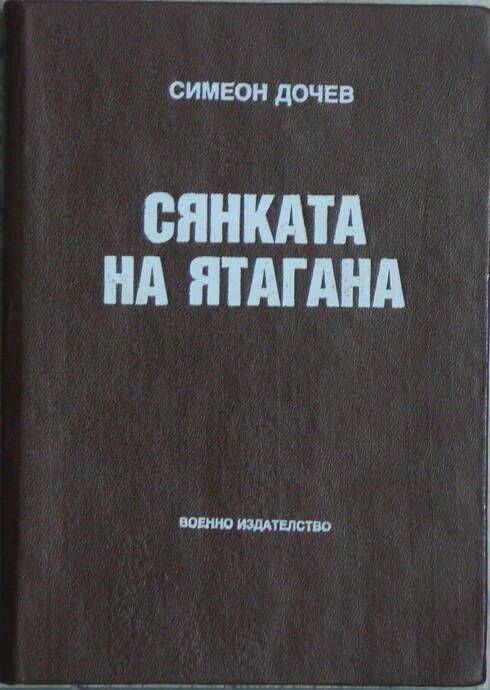 СИМЕОН ДОЧЕВ
СЯНКАТА
НА ЯТАГАНА
ВОЕННО ИЗДАТЕЛСТВО